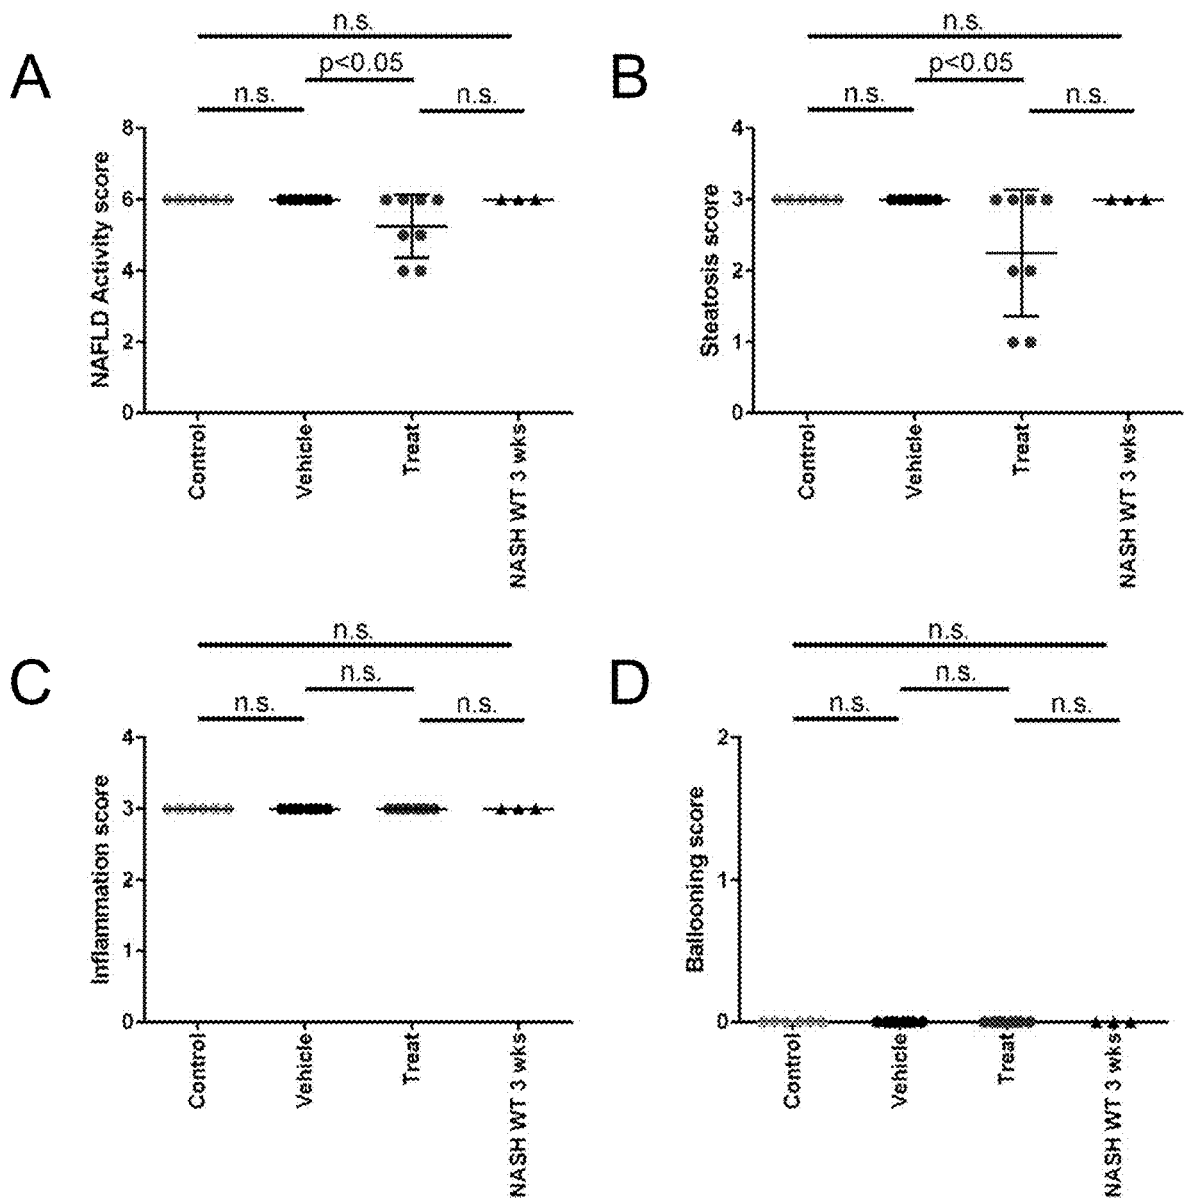 A
n.s.
p<0.05
n.s.
n.s.
NAFLD Activity score
8
6
4
2
0
Control
Vehicle
Treat
NASH WT 3 wks
B
n.s.
p<0.05
n.s.
n.s.
Steatosis score
4
3
2
1
0
Control
Vehicle
Treat
NASH WT 3 wks
C
n.s.
n.s.
n.s.
n.s.
Inflammation score
4
3
2
1
0
Control
Vehicle
Treat
NASH WT 3 wks
D
n.s.
n.s.
n.s.
n.s.
Ballooning score
2
1
0
Control
Vehicle
Treat
NASH WT 3 wks